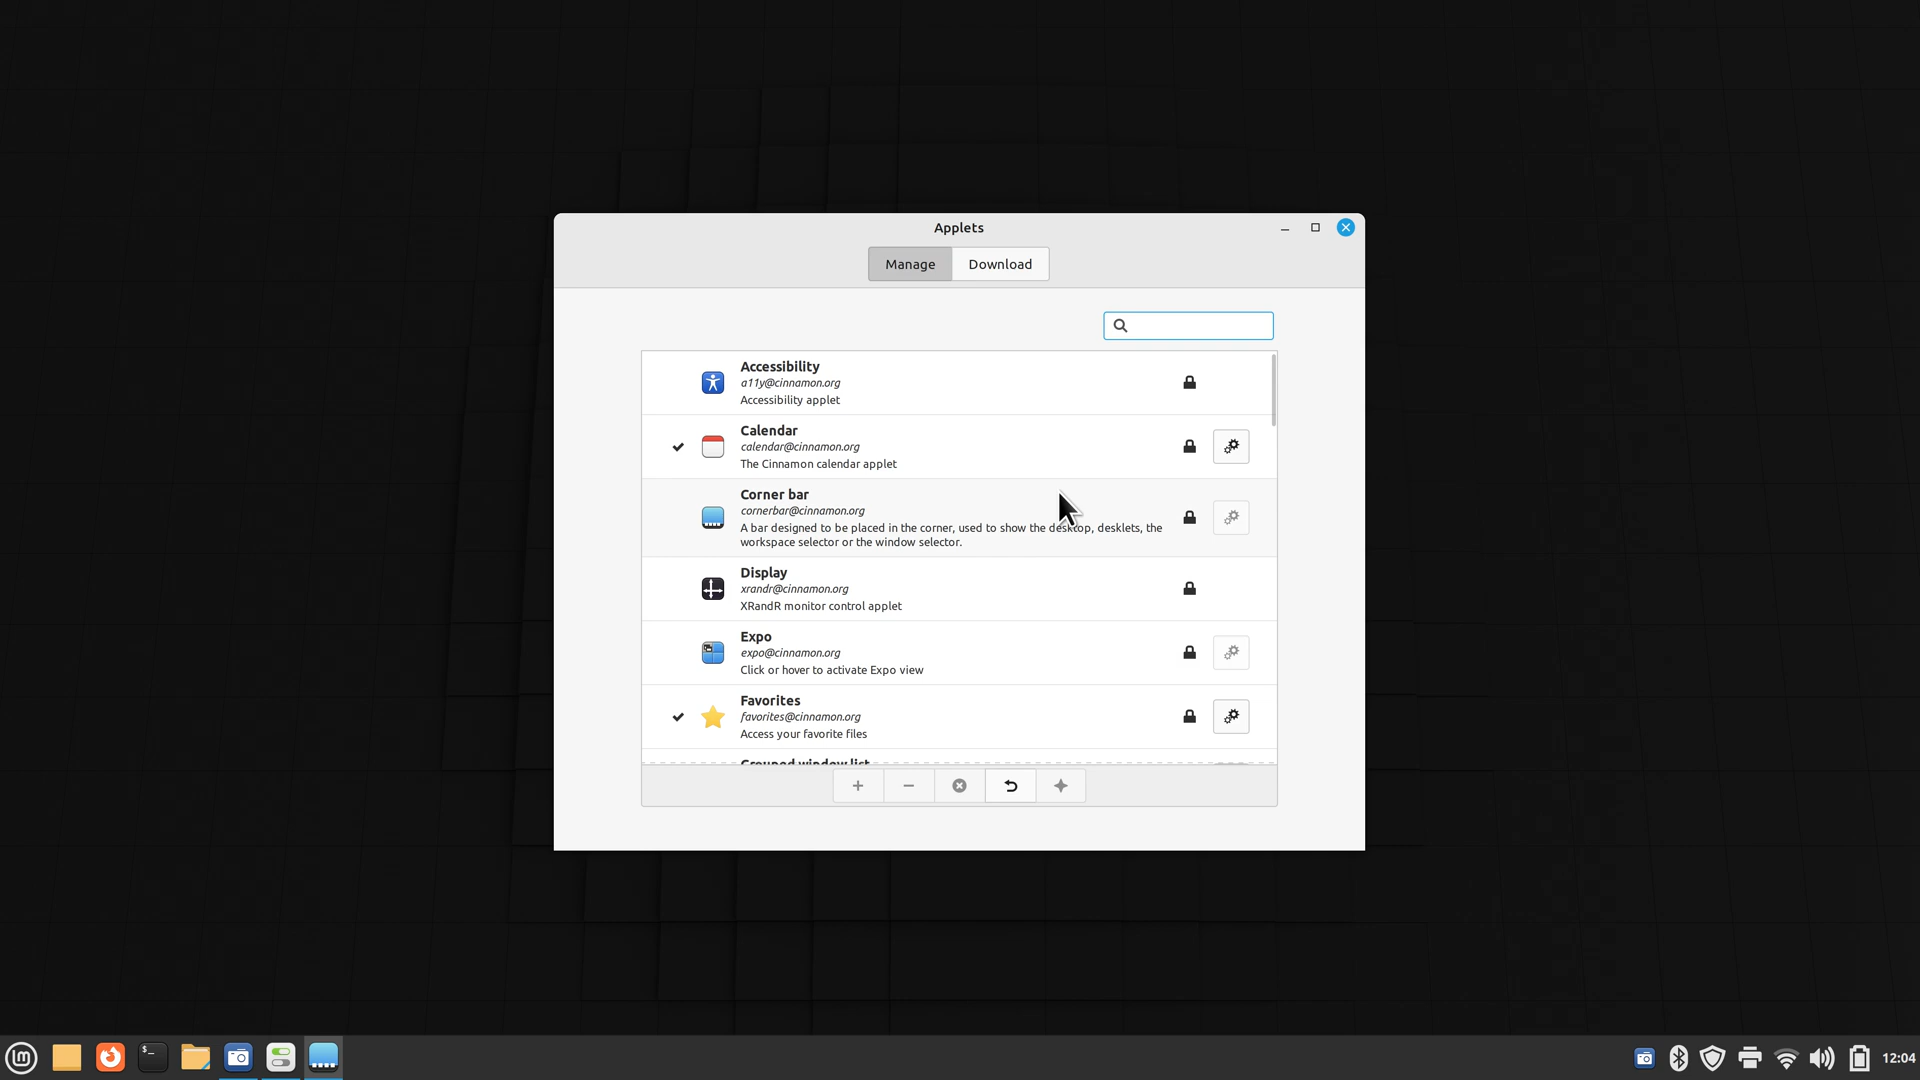 Applets
Manage
Download
Accessibility
a11y@cinnamon.org
Accessibility applet
Calendar
calendar@cinnamon.org
The Cinnamon calendar applet
Corner bar
cornerbar@cinnamon.org
A bar designed to be placed in the corner, used to show the desktop, desklets, the
workspace selector or the window selector.
Display
xrandr@cinnamon.org
XRandR monitor control applet
Expo
expo@cinnamon.org
Click or hover to activate Expo view
Favorites
favorites@cinnamon.org
Access your favorite files
Grouped window list
12:04